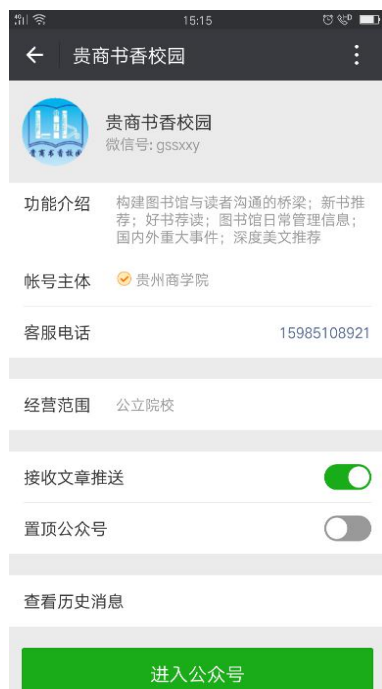 15:15
贵商书香校园
贵商书香校园
微信号: gssxxy
功能介绍 构建图书馆与读者沟通的桥梁；新书推
荐；好书荐读；图书馆日常管理信息；
国内外重大事件；深度美文推荐
帐号主体 贵州商学院
客服电话 15985108921
经营范围 公立院校
接收文章推送
置顶公众号
查看历史消息
进入公众号